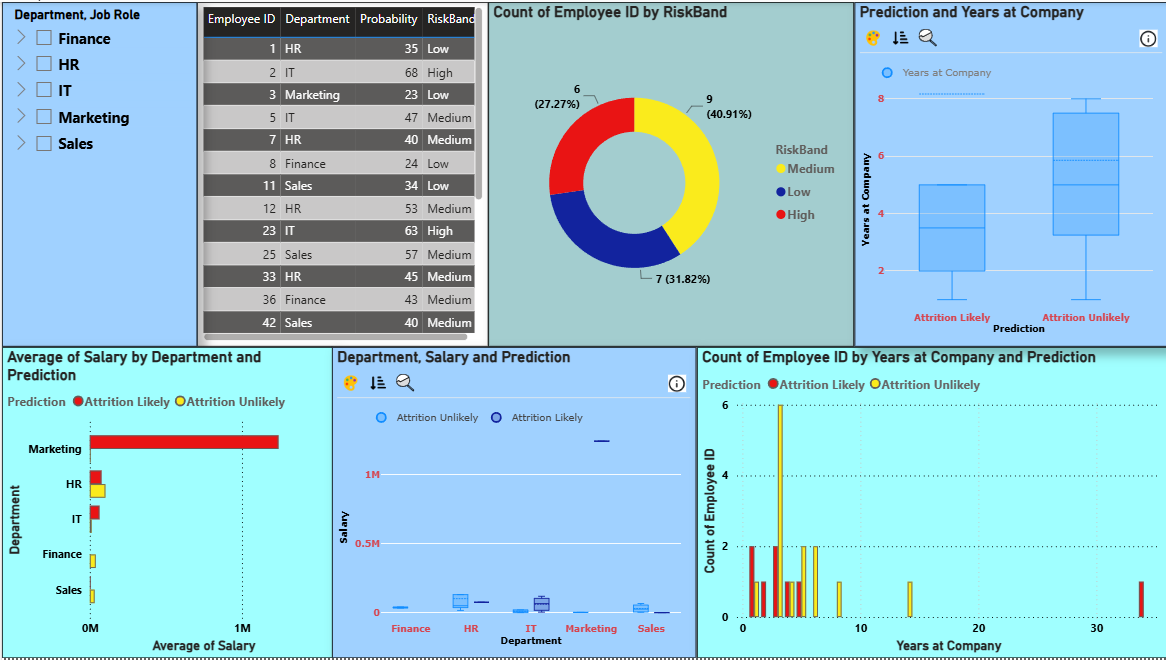 Department, Job Role
Finance
HR
IT
Marketing
Sales
Employee ID Department Probability RiskBand
1 HR 35 Low
2 IT 68 High
3 Marketing 23 Low
5 IT 47 Medium
7 HR 40 Medium
8 Finance 24 Low
11 Sales 34 Low
12 HR 53 Medium
23 IT 63 High
25 Sales 57 Medium
33 HR 45 Medium
36 Finance 43 Medium
42 Sales 40 Medium
Count of Employee ID by RiskBand
6
(27.27%)
9
(40.91%)
7 (31.82%)
RiskBand
Medium
Low
High
Prediction and Years at Company
Years at Company
8
6
4
2
Years at Company
Attrition Likely
Attrition Unlikely
Prediction
Average of Salary by Department and
Prediction
Prediction Attrition Likely Attrition Unlikely
Department
Marketing
HR
IT
Finance
Sales
0M 1M
Average of Salary
Department, Salary and Prediction
Attrition Unlikely Attrition Likely
1M
0.5M
0
Salary
Finance HR IT Marketing Sales
Department
Count of Employee ID by Years at Company and Prediction
Prediction Attrition Likely Attrition Unlikely
6
4
2
0
Count of Employee ID
0 10 20 30
Years at Company